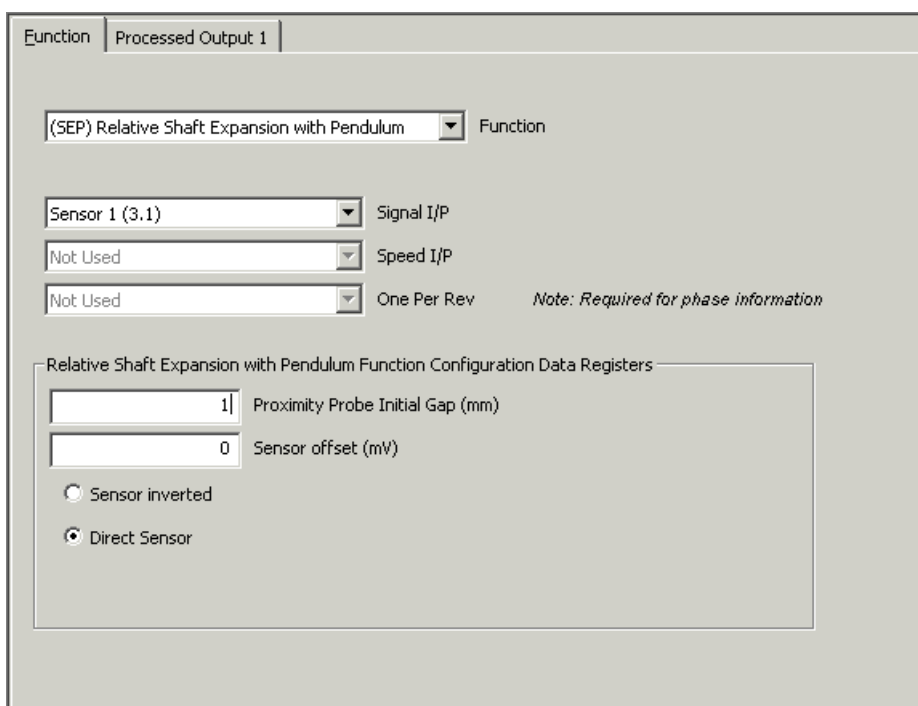 Function Processed Output 1
(SEP) Relative Shaft Expansion with Pendulum Function
Sensor 1 (3.1) Signal I/P
Not Used Speed I/P
Not Used One Per Rev Note: Required for phase information
Relative Shaft Expansion with Pendulum Function Configuration Data Registers
1 Proximity Probe Initial Gap (mm)
0 Sensor offset (mV)
Sensor inverted
Direct Sensor